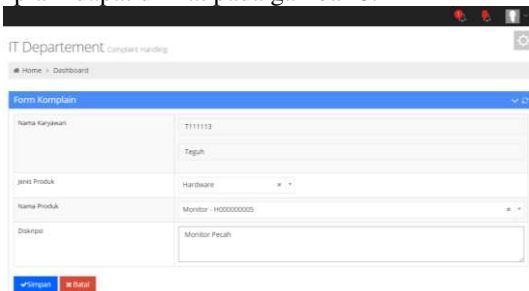 IT Departement Complaint Handling
Home > Dashboard
Form Komplain
Nama Karyawan
T111113
Teguh
Jenis Produk
Hardware
Nama Produk
Monitor - H000000005
Diskripsi
Monitor Pecah
Simpan
Batal